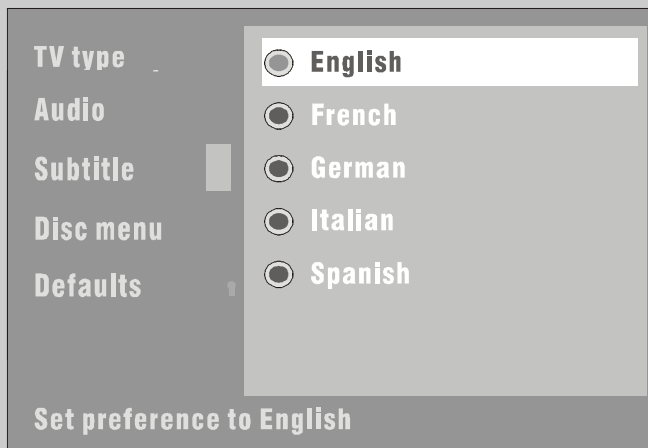 TV type
Audio
Subtitle
Disc menu
Defaults
English
French
German
Italian
Spanish
Set preference to English